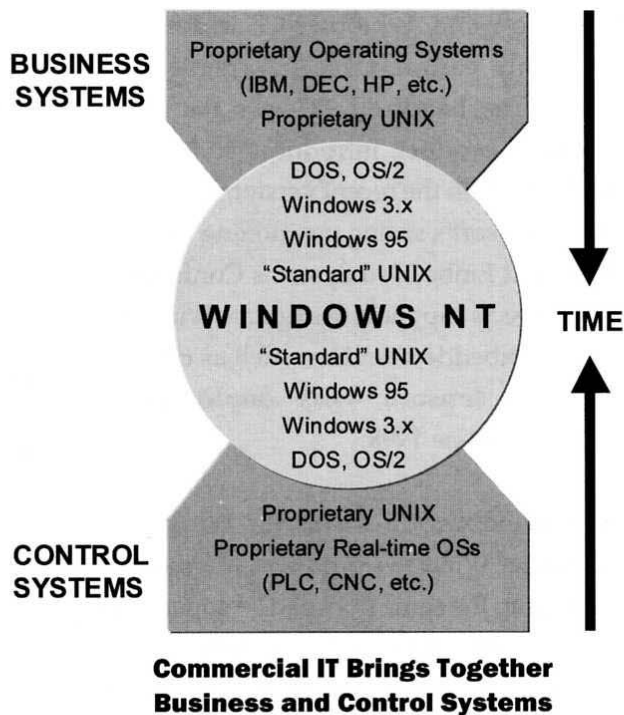 BUSINESS
SYSTEMS
Proprietary Operating Systems
(IBM, DEC, HP, etc.)
Proprietary UNIX
DOS, OS/2
Windows 3.x
Windows 95
“Standard” UNIX
WINDOWS NT
TIME
“Standard” UNIX
Windows 95
Windows 3.x
DOS, OS/2
CONTROL
SYSTEMS
Proprietary UNIX
Proprietary Real-time OSs
(PLC, CNC, etc.)
Commercial IT Brings Together
Business and Control Systems